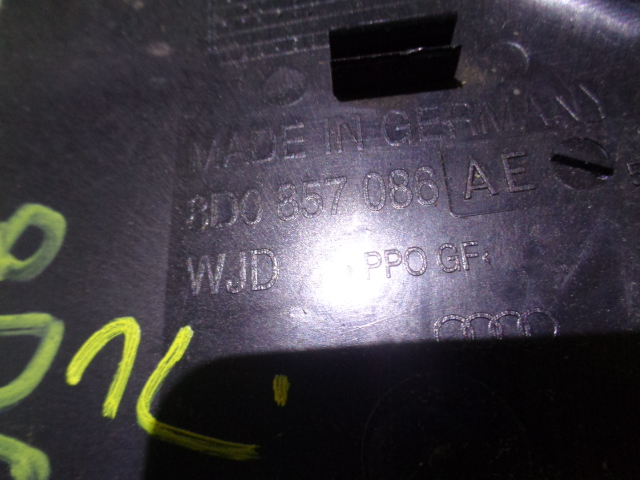 MADE IN GERMANY
8D0 857 086 AE
WJD PPO GF